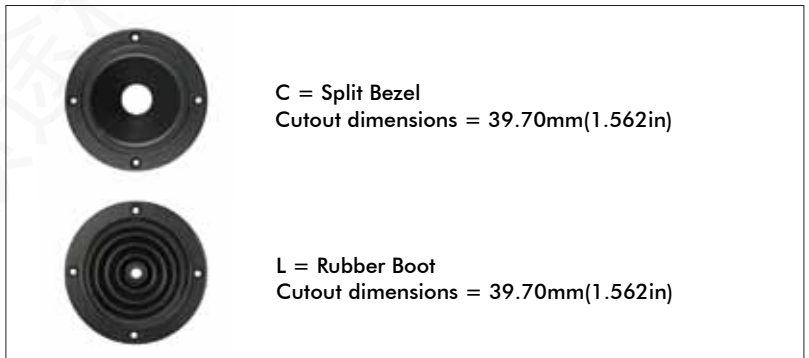 C = Split Bezel
Cutout dimensions = 39.70mm(1.562in)
L = Rubber Boot
Cutout dimensions = 39.70mm(1.562in)